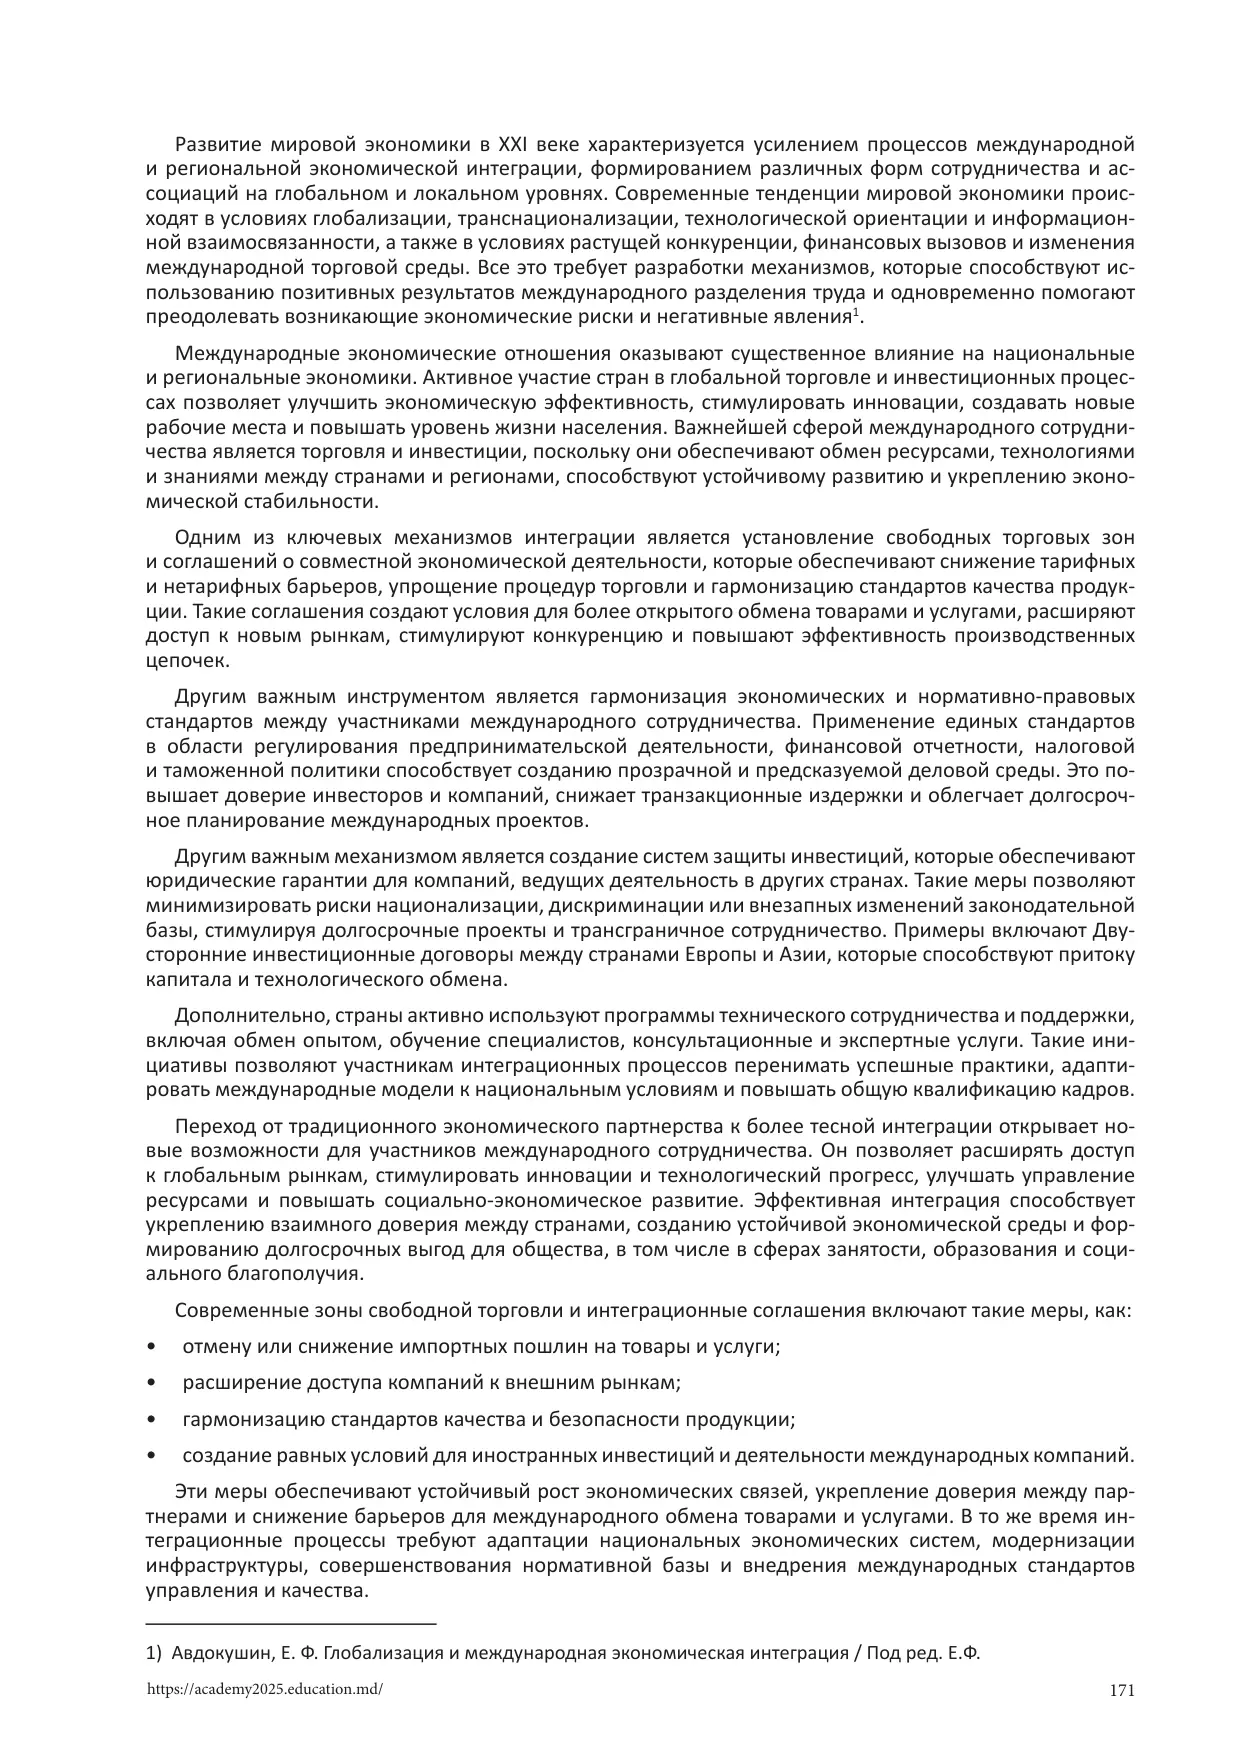 Развитие мировой экономики в XXI веке характеризуется усилением процессов международной
и региональной экономической интеграции, формированием различных форм сотрудничества и ас-
социаций на глобальном и локальном уровнях. Современные тенденции мировой экономики проис-
ходят в условиях глобализации, транснационализации, технологической ориентации и информацион-
ной взаимосвязанности, а также в условиях растущей конкуренции, финансовых вызовов и изменения
международной торговой среды. Все это требует разработки механизмов, которые способствуют ис-
пользованию позитивных результатов международного разделения труда и одновременно помогают
преодолевать возникающие экономические риски и негативные явления¹.
Международные экономические отношения оказывают существенное влияние на национальные
и региональные экономики. Активное участие стран в глобальной торговле и инвестиционных процес-
сах позволяет улучшить экономическую эффективность, стимулировать инновации, создавать новые
рабочие места и повышать уровень жизни населения. Важнейшей сферой международного сотрудни-
чества является торговля и инвестиции, поскольку они обеспечивают обмен ресурсами, технологиями
и знаниями между странами и регионами, способствуют устойчивому развитию и укреплению эконо-
мической стабильности.
Одним из ключевых механизмов интеграции является установление свободных торговых зон
и соглашений о совместной экономической деятельности, которые обеспечивают снижение тарифных
и нетарифных барьеров, упрощение процедур торговли и гармонизацию стандартов качества продук-
ции. Такие соглашения создают условия для более открытого обмена товарами и услугами, расширяют
доступ к новым рынкам, стимулируют конкуренцию и повышают эффективность производственных
цепочек.
Другим важным инструментом является гармонизация экономических и нормативно-правовых
стандартов между участниками международного сотрудничества. Применение единых стандартов
в области регулирования предпринимательской деятельности, финансовой отчетности, налоговой
и таможенной политики способствует созданию прозрачной и предсказуемой деловой среды. Это по-
вышает доверие инвесторов и компаний, снижает транзакционные издержки и облегчает долгосроч-
ное планирование международных проектов.
Другим важным механизмом является создание систем защиты инвестиций, которые обеспечивают
юридические гарантии для компаний, ведущих деятельность в других странах. Такие меры позволяют
минимизировать риски национализации, дискриминации или внезапных изменений законодательной
базы, стимулируя долгосрочные проекты и трансграничное сотрудничество. Примеры включают Дву-
сторонние инвестиционные договоры между странами Европы и Азии, которые способствуют притоку
капитала и технологического обмена.
Дополнительно, страны активно используют программы технического сотрудничества и поддержки,
включая обмен опытом, обучение специалистов, консультационные и экспертные услуги. Такие ини-
циативы позволяют участникам интеграционных процессов перенимать успешные практики, адапти-
ровать международные модели к национальным условиям и повышать общую квалификацию кадров.
Переход от традиционного экономического партнерства к более тесной интеграции открывает но-
вые возможности для участников международного сотрудничества. Он позволяет расширять доступ
к глобальным рынкам, стимулировать инновации и технологический прогресс, улучшать управление
ресурсами и повышать социально-экономическое развитие. Эффективная интеграция способствует
укреплению взаимного доверия между странами, созданию устойчивой экономической среды и фор-
мированию долгосрочных выгод для общества, в том числе в сферах занятости, образования и соци-
ального благополучия.
Современные зоны свободной торговли и интеграционные соглашения включают такие меры, как:
• отмену или снижение импортных пошлин на товары и услуги;
• расширение доступа компаний к внешним рынкам;
• гармонизацию стандартов качества и безопасности продукции;
• создание равных условий для иностранных инвестиций и деятельности международных компаний.
Эти меры обеспечивают устойчивый рост экономических связей, укрепление доверия между пар-
тнерами и снижение барьеров для международного обмена товарами и услугами. В то же время ин-
теграционные процессы требуют адаптации национальных экономических систем, модернизации
инфраструктуры, совершенствования нормативной базы и внедрения международных стандартов
управления и качества.
1) Авдокушин, Е. Ф. Глобализация и международная экономическая интеграция / Под ред. Е.Ф.
https://academy2025.education.md/ 171